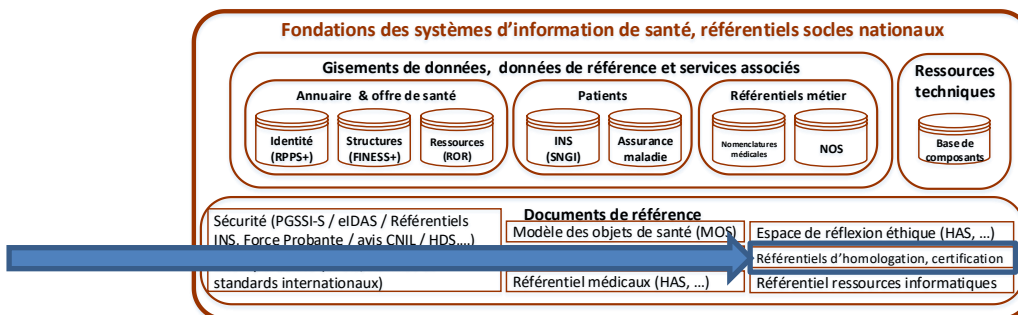 Fondations des systèmes d'information de santé, référentiels socles nationaux
Gisements de données, données de référence et services associés
Annuaire & offre de santé
Identité
(RPPS+)
Structures
(FINESS+)
Ressources
(ROR)
Patients
INS
(SNGI)
Assurance
maladie
Référentiels métier
Nomenclatures
médicales
NOS
Ressources
techniques
Base de
composants
Documents de référence
Sécurité (PGSSI-S / eIDAS / Référentiels
INS, Force Probante / avis CNIL / HDS,...)
standards internationaux)
Modèle des objets de santé (MOS)
Référentiel médicaux (HAS, ...)
Espace de réflexion éthique (HAS, ...)
Référentiels d'homologation, certification
Référentiel ressources informatiques